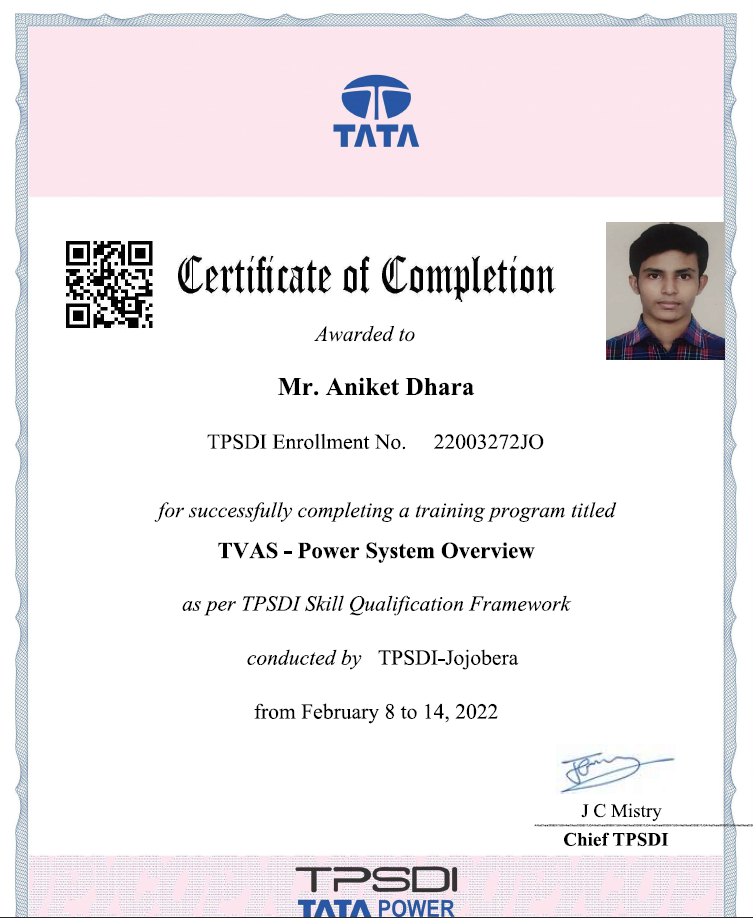 TATA
Certificate of Completion
Awarded to
Mr. Aniket Dhara
TPSDI Enrollment No. 22003272JO
for successfully completing a training program titled
TVAS - Power System Overview
as per TPSDI Skill Qualification Framework
conducted by TPSDI-Jojobera
from February 8 to 14, 2022
J C Mistry
Chief TPSDI
TPSDI
TATA POWER